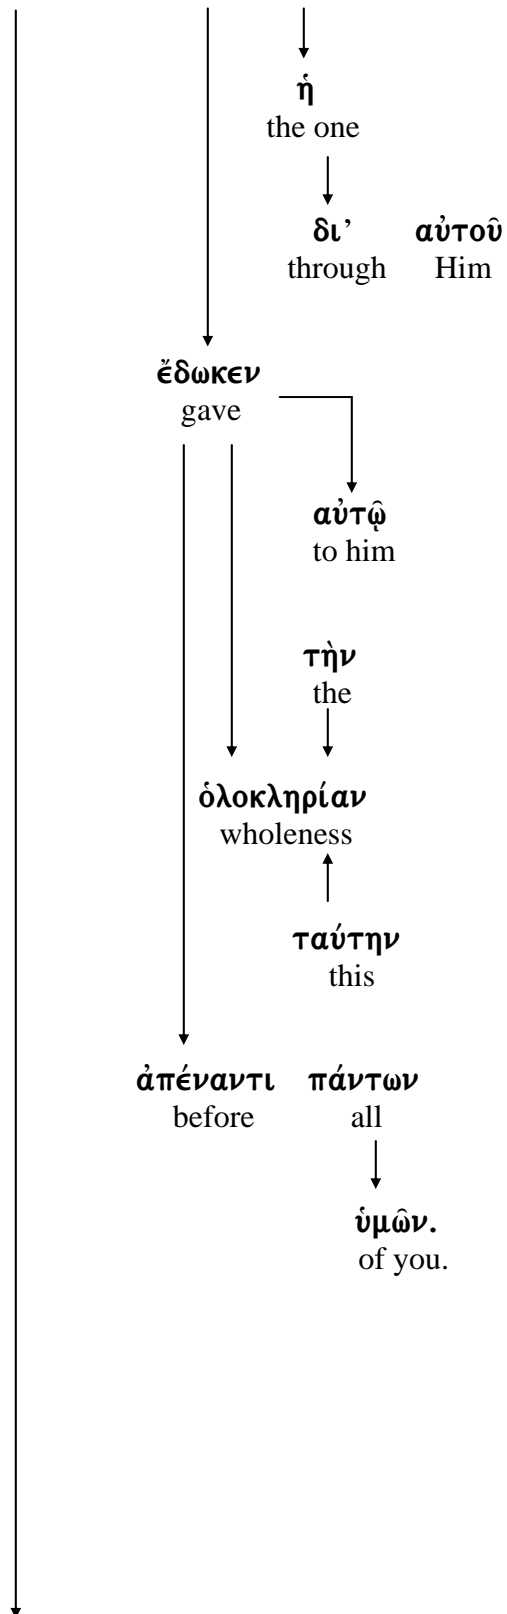 ἡ
the one
δι’ αὐτοῦ
through Him
ἔδωκεν
gave
αὐτῷ
to him
τὴν
the
ὁλοκληρίαν
wholeness
ταύτην
this
ἀπέναντι πάντων
before all
ὑμῶν.
of you.